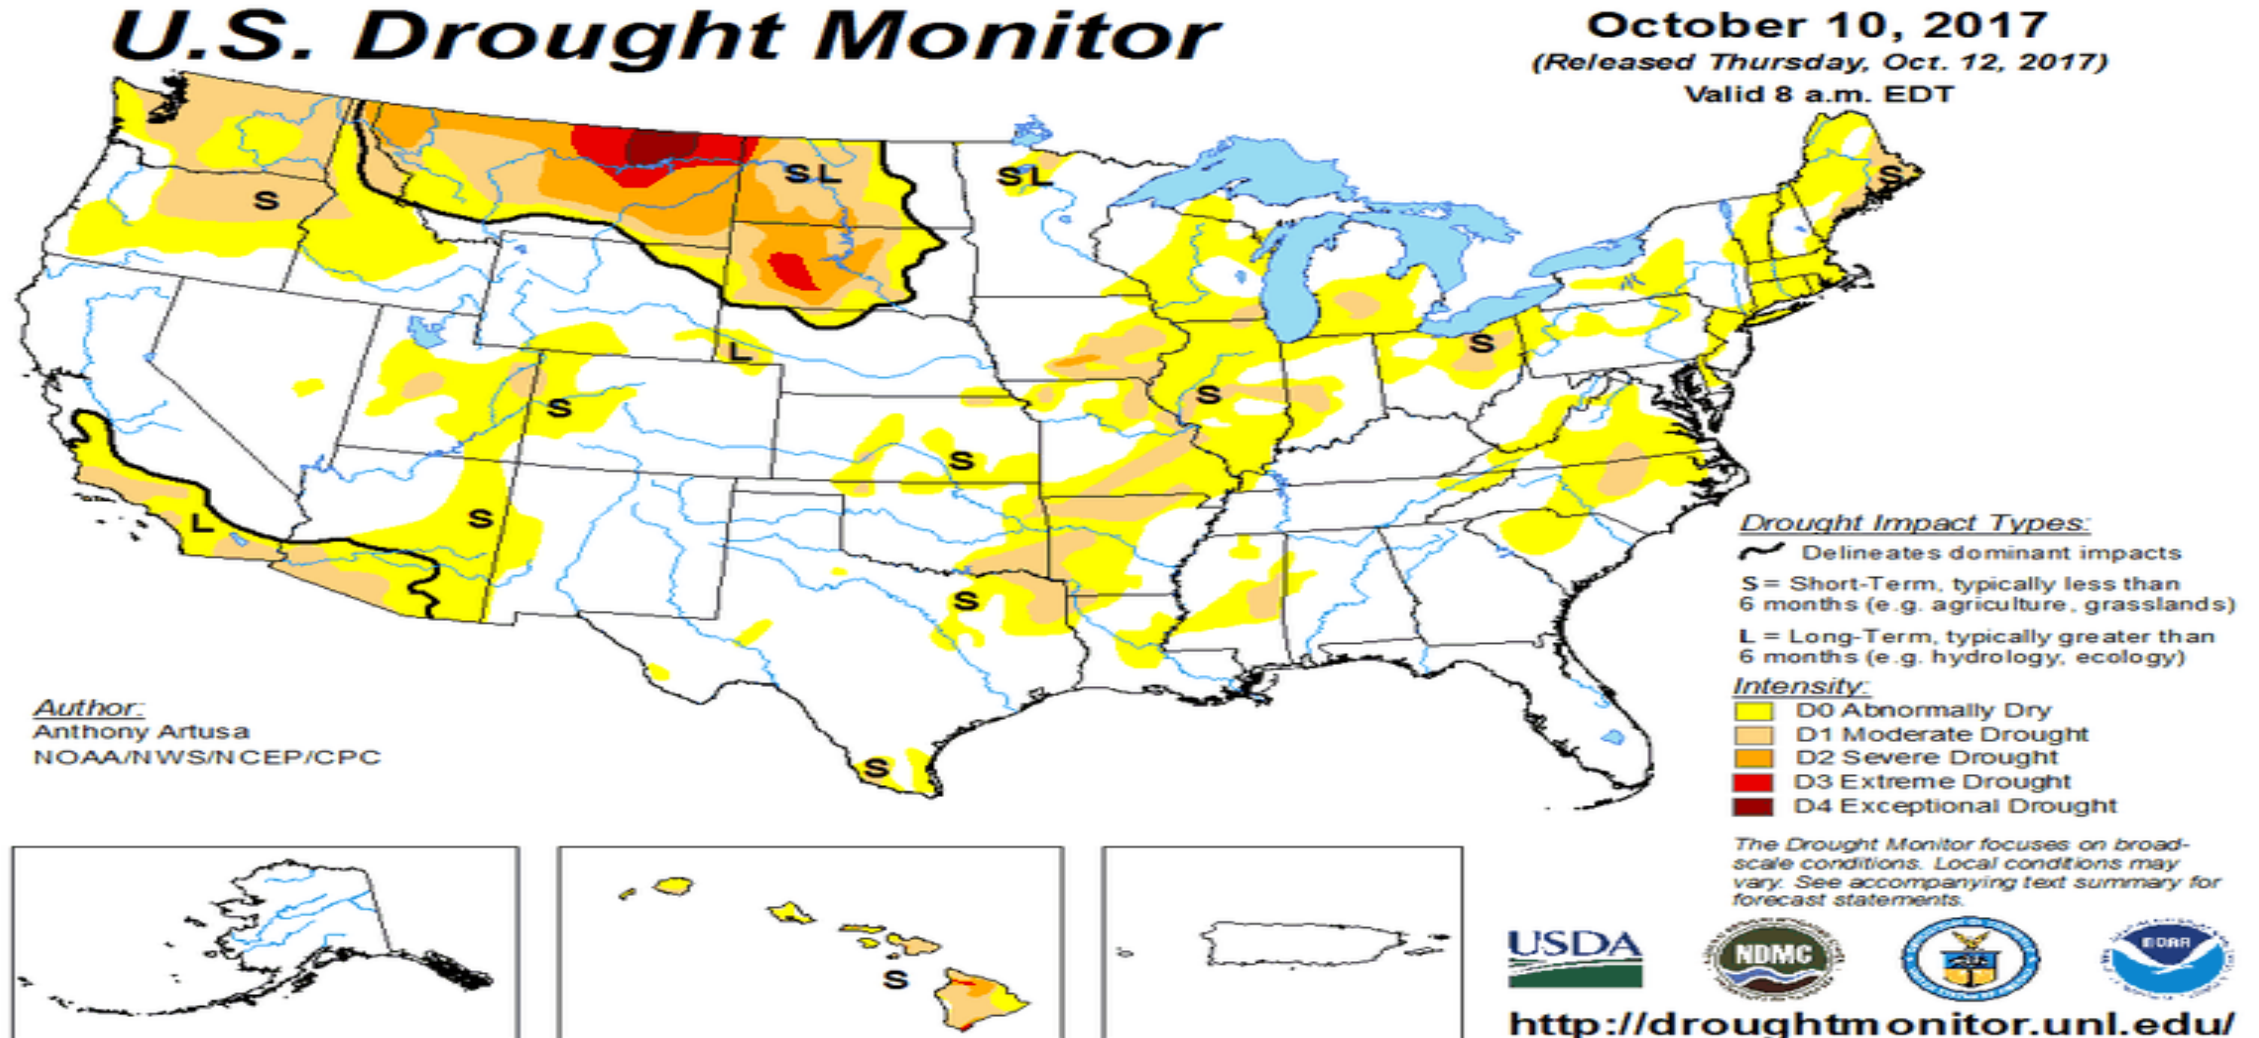 U.S. Drought Monitor
October 10, 2017
(Released Thursday, Oct. 12, 2017)
Valid 8 a.m. EDT
S L
S L
S
S
S
L
S
S
S
S
L
S
S
S
Drought Impact Types:
Delineates dominant impacts
S = Short-Term, typically less than
6 months (e.g. agriculture, grasslands)
L = Long-Term, typically greater than
6 months (e.g. hydrology, ecology)
Intensity:
D0 Abnormally Dry
D1 Moderate Drought
D2 Severe Drought
D3 Extreme Drought
D4 Exceptional Drought
Author:
Anthony Artusa
NOAA/NWS/NCEP/CPC
S
The Drought Monitor focuses on broad-
scale conditions. Local conditions may
vary. See accompanying text summary for
forecast statements.
USDA
NDMC
NOAA
http://droughtmonitor.unl.edu/